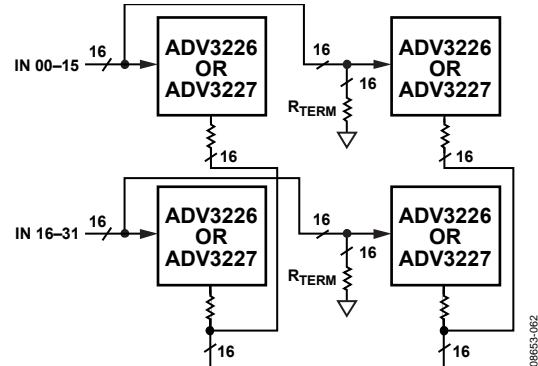 ADV3226
OR
ADV3227
ADV3226
OR
ADV3227
IN 00–15
16
16
16
RTERM
16
16
ADV3226
OR
ADV3227
ADV3226
OR
ADV3227
IN 16–31
16
16
16
RTERM
16
16
08653-062